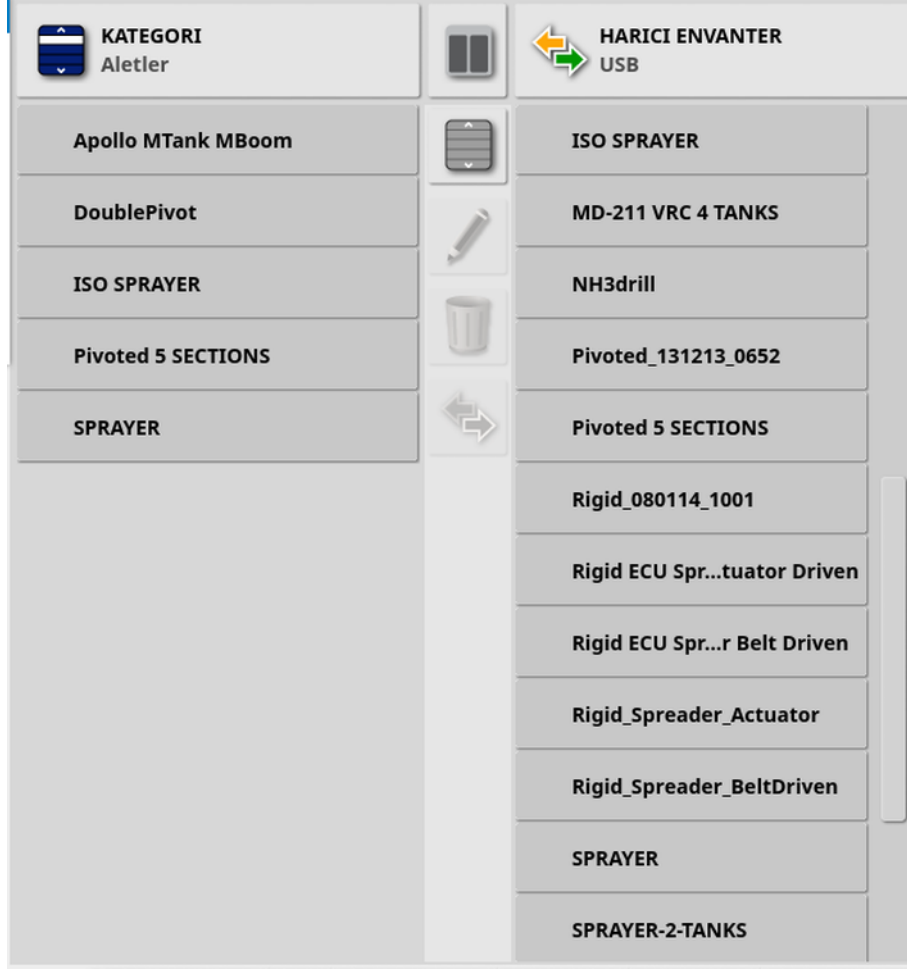 KATEGORI
Aletler
Apollo MTank MBoom
DoublePivot
ISO SPRAYER
Pivoted 5 SECTIONS
SPRAYER
HARICI ENVANTER
USB
ISO SPRAYER
MD-211 VRC 4 TANKS
NH3drill
Pivoted_131213_0652
Pivoted 5 SECTIONS
Rigid_080114_1001
Rigid ECU Spr...tuator Driven
Rigid ECU Spr...r Belt Driven
Rigid_Spreader_Actuator
Rigid_Spreader_BeltDriven
SPRAYER
SPRAYER-2-TANKS